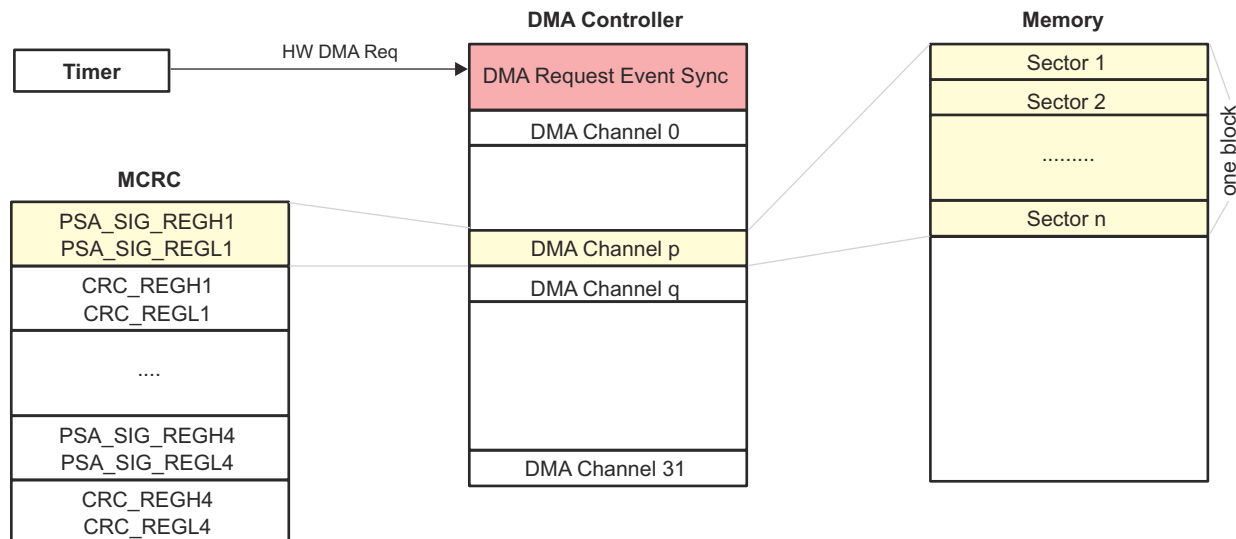 DMA Controller
Memory
Timer
HW DMA Req
DMA Request Event Sync
DMA Channel 0
DMA Channel p
DMA Channel q
DMA Channel 31
Sector 1
Sector 2
.........
Sector n
one block
MCRC
PSA_SIG_REGH1
PSA_SIG_REGL1
CRC_REGH1
CRC_REGL1
....
PSA_SIG_REGH4
PSA_SIG_REGL4
CRC_REGH4
CRC_REGL4